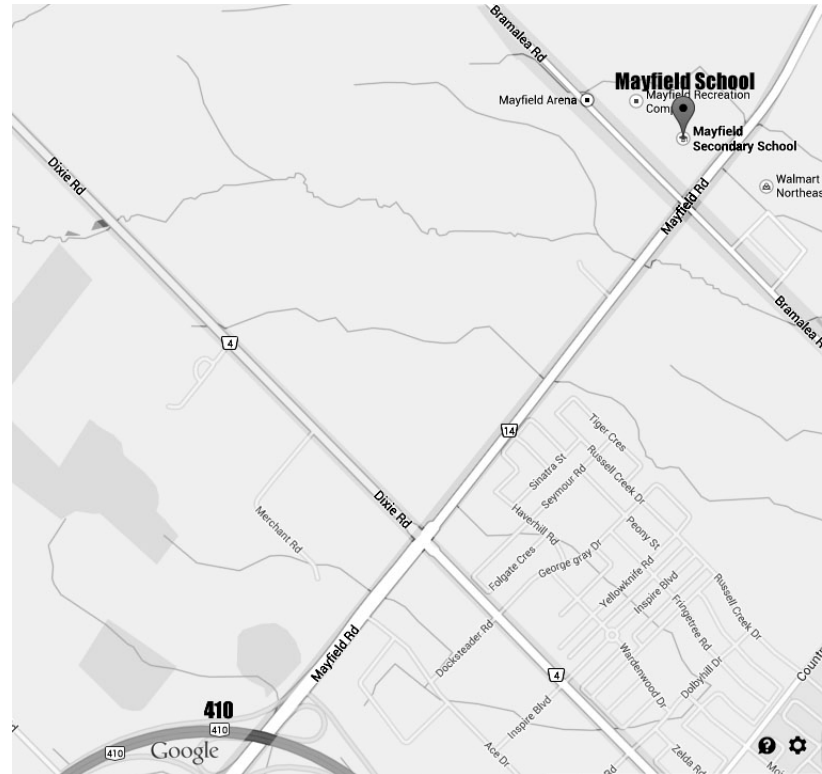 Bramalea Rd
Mayfield School
Mayfield Arena
Mayfield Recreation
Mayfield
Secondary School
Dixie Rd
Walmart
Mayfield Rd
Bramalea R
4
14
Tiger Cres
Sinatra St
Seymour Rd
Russell Creek Dr
Dixie Rd
Merchant Rd
Haverhill Rd
Peony St
George gray Dr
Folgate Cres
Yellowknife Rd
Inspire Blvd
Russell Creek Dr
Fringetree Rd
Mayfield Rd
Docksteader Rd
Wardenwood Dr
Dolbyhill Dr
4
410
410
410
Google
Inspire Blvd
Ace Dr
Zelda Rd